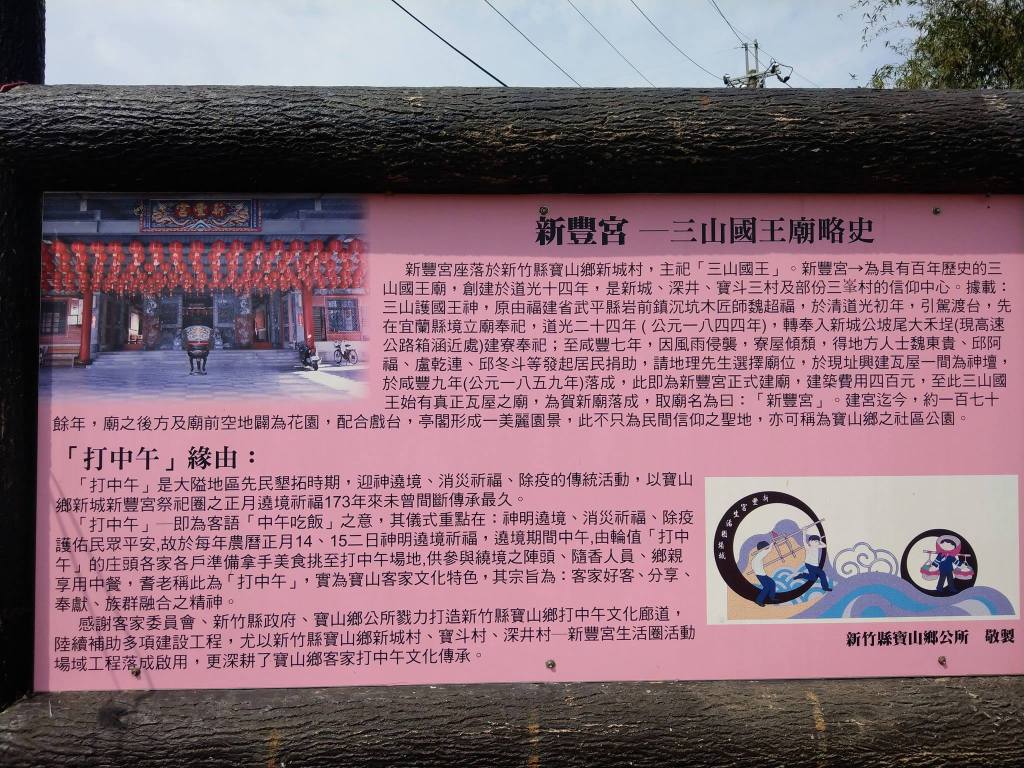 新豐宮
新豐宮 —三山國王廟略史
新豐宮座落於新竹縣寶山鄉新城村，主祀「三山國王」。新豐宮→為具有百年歷史的三
山國王廟，創建於道光十四年，是新城、深井、寶斗三村及部份三峯村的信仰中心。據載：
三山護國王神，原由福建省武平縣岩前鎮沉坑木匠師魏超福，於清道光初年，引駕渡台，先
在宜蘭縣境立廟奉祀，道光二十四年（公元一八四四年），轉奉入新城公坡尾大禾埕(現高速
公路箱涵近處)建寮奉祀；至咸豐七年，因風雨侵襲，寮屋傾頹，得地方人士魏東貴、邱阿
福、盧乾連、邱冬斗等發起居民捐助，請地理先生選擇廟位，於現址興建瓦屋一間為神壇，
於咸豐九年(公元一八五九年)落成，此即為新豐宮正式建廟，建築費用四百元，至此三山國
王始有真正瓦屋之廟，為賀新廟落成，取廟名為曰：「新豐宮」。建宮迄今，約一百七十
餘年，廟之後方及廟前空地闢為花園，配合戲台，亭閣形成一美麗園景，此不只為民間信仰之聖地，亦可稱為寶山鄉之社區公園。
「打中午」緣由：
「打中午」是大隘地區先民墾拓時期，迎神遶境、消災祈福、除疫的傳統活動，以寶山
鄉新城新豐宮祭祀圈之正月遶境祈福173年來未曾間斷傳承最久。
「打中午」—即為客語「中午吃飯」之意，其儀式重點在：神明遶境、消災祈福、除疫
護佑民眾平安,故於每年農曆正月14、15二日神明遶境祈福，遶境期間中午,由輪值「打中
午」的庄頭各家各戶準備拿手美食挑至打中午場地,供參與繞境之陣頭、隨香人員、鄉親
享用中餐，耆老稱此為「打中午」，實為寶山客家文化特色，其宗旨為：客家好客、分享、
奉獻、族群融合之精神。
感謝客家委員會、新竹縣政府、寶山鄉公所戮力打造新竹縣寶山鄉打中午文化廊道，
陸續補助多項建設工程，尤以新竹縣寶山鄉新城村、寶斗村、深井村—新豐宮生活圈活動
場域工程落成啟用，更深耕了寶山鄉客家打中午文化傳承。
新豐宮生活圈場域
新竹縣寶山鄉公所　敬製